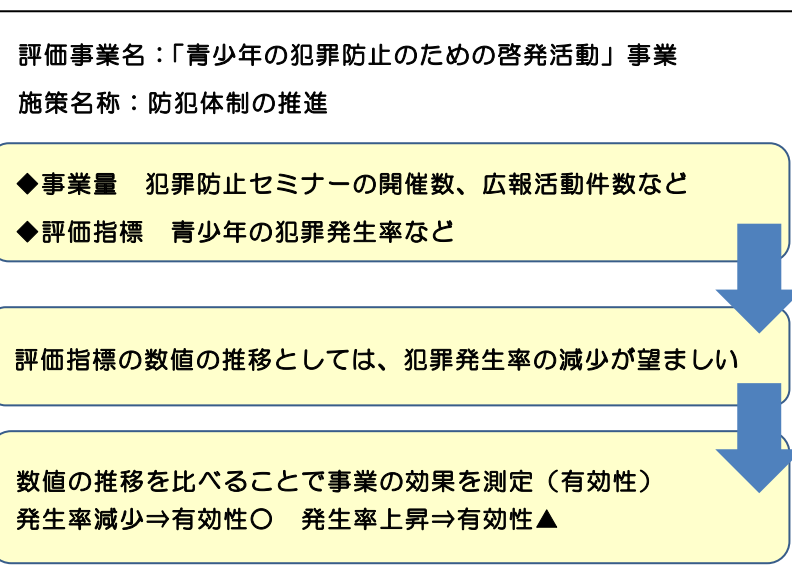 評価事業名：「青少年の犯罪防止のための啓発活動」事業
施策名称：防犯体制の推進
◆事業量　犯罪防止セミナーの開催数、広報活動件数など
◆評価指標　青少年の犯罪発生率など
評価指標の数値の推移としては、犯罪発生率の減少が望ましい
数値の推移を比べることで事業の効果を測定（有効性）
発生率減少⇒有効性〇　発生率上昇⇒有効性▲